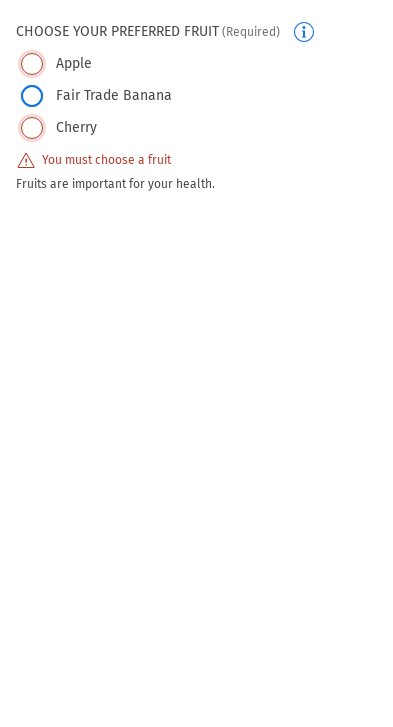 CHOOSE YOUR PREFERRED FRUIT (Required)
Apple
Fair Trade Banana
Cherry
You must choose a fruit
Fruits are important for your health.